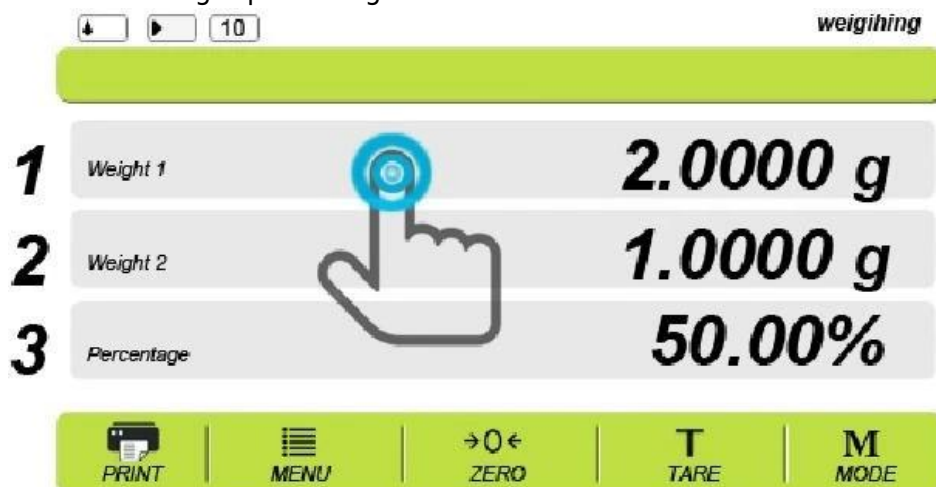 10 weigihing
1 Weight 1 2.0000 g
2 Weight 2 1.0000 g
3 Percentage 50.00%
PRINT MENU →0← ZERO T TARE M MODE